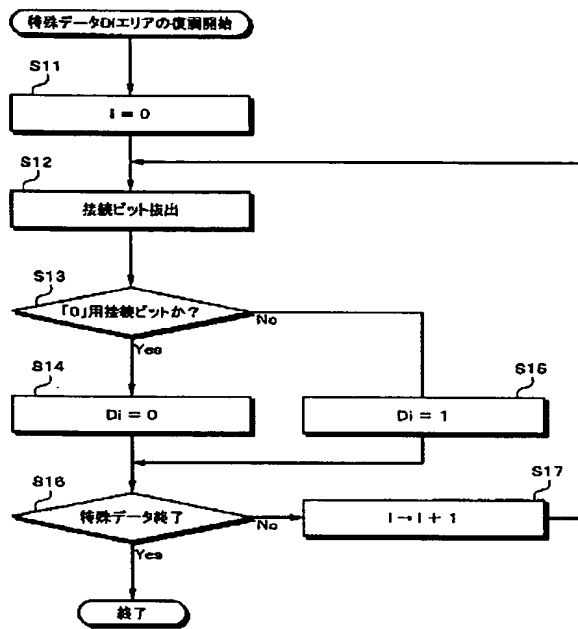 特殊データDiエリアの復調開始
S11
i = 0
S12
接続ビット抜出
S13
「0」用接続ビットか?
No
Yes
S14
Di = 0
S15
Di = 1
S16
特殊データ終了
No
Yes
S17
i → i + 1
終了